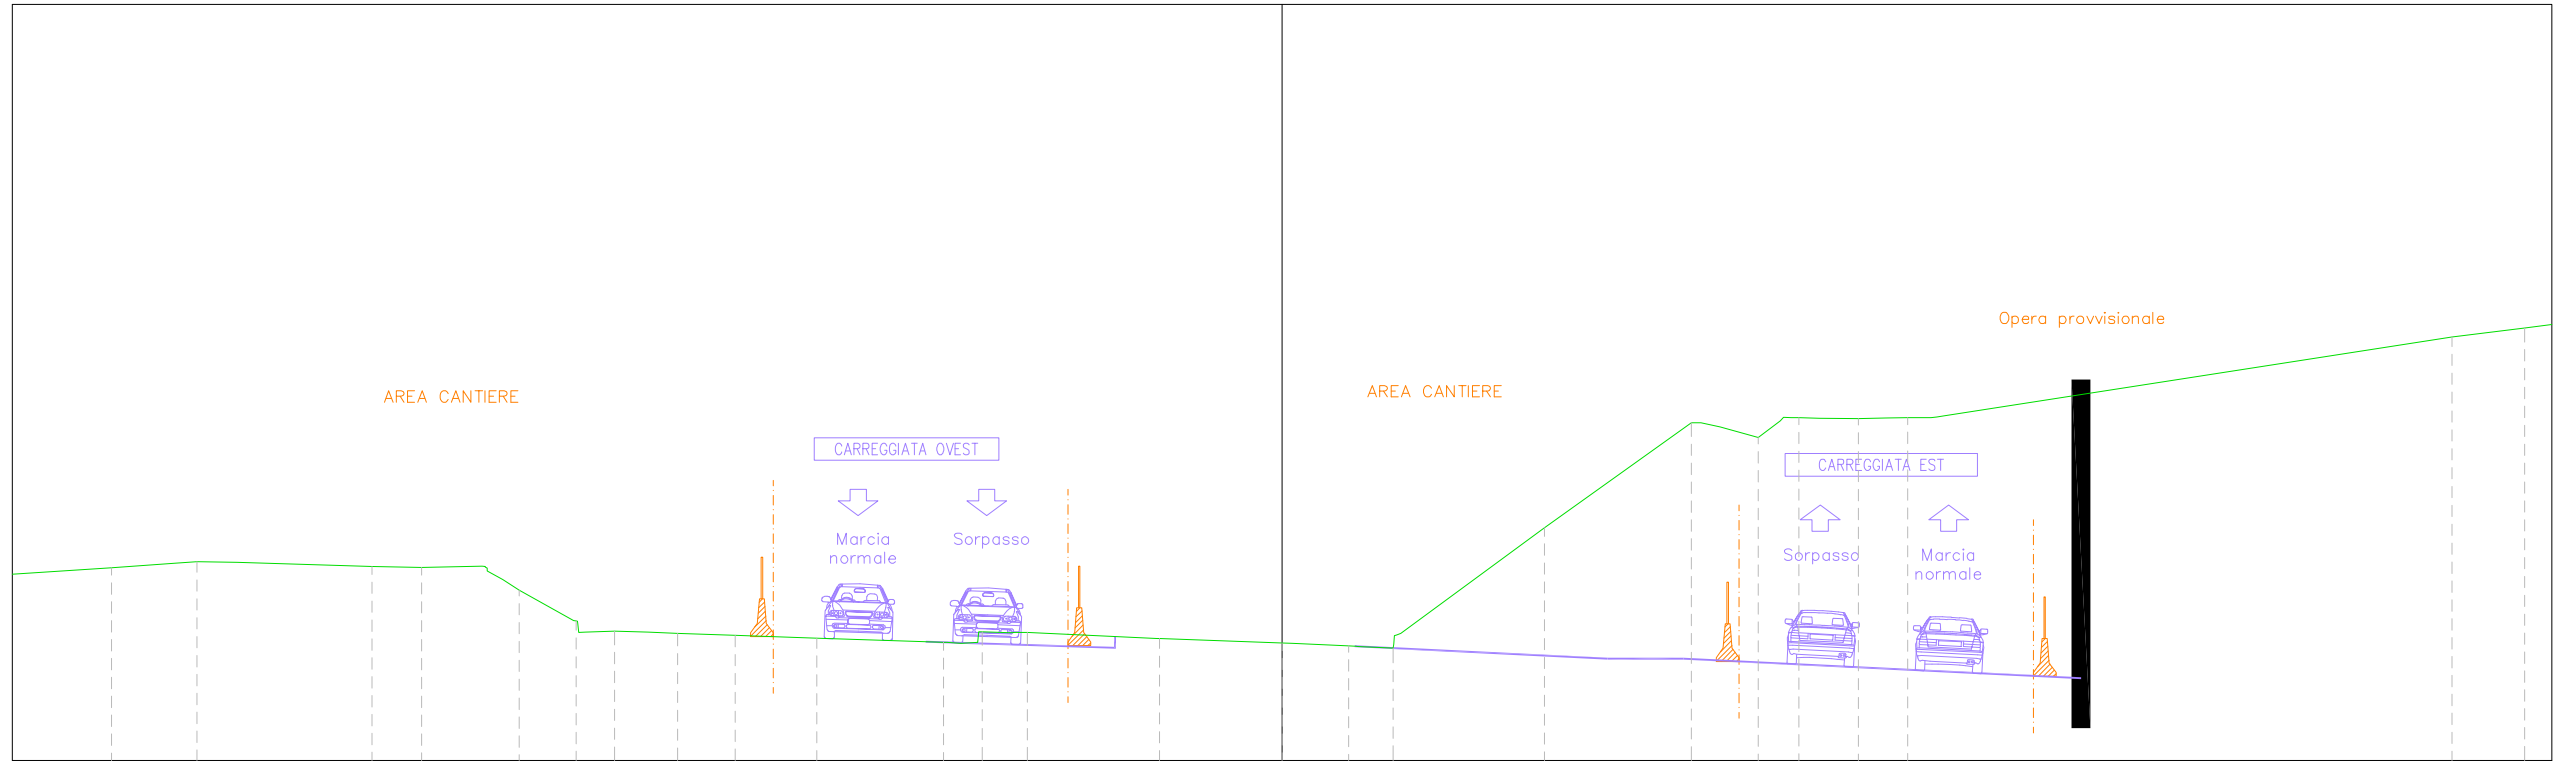 AREA CANTIERE
CARREGGIATA OVEST
Marcia
normale
Sorpasso
AREA CANTIERE
Opera provvisionale
CARREGGIATA EST
Sorpasso
Marcia
normale